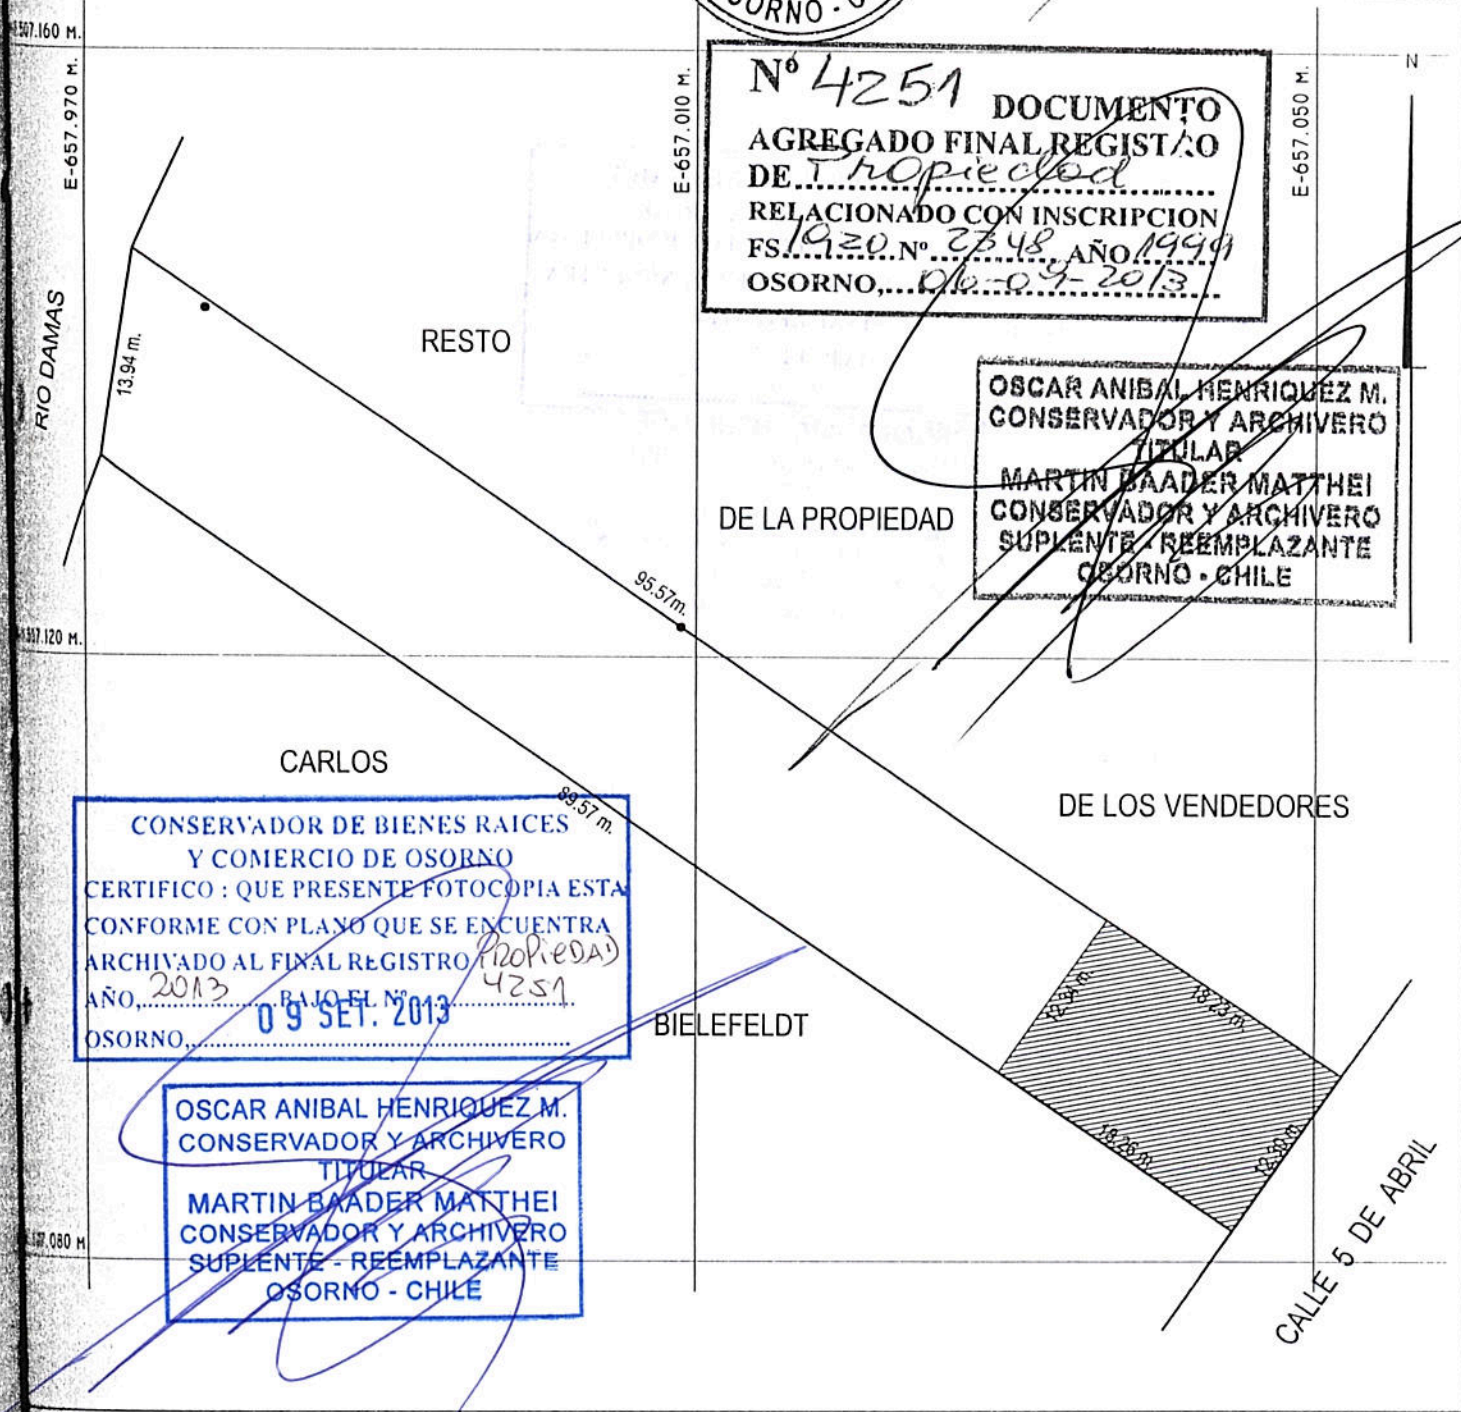 ORNO -
507.160 M.
E-657.970 M.
E-657.010 M.
E-657.050 M.
N
Nº 4251
DOCUMENTO
AGREGADO FINAL REGISTRO
DE Propiedad
RELACIONADO CON INSCRIPCION
FS. 1920 Nº 2348 AÑO 1999
OSORNO, 06-09-2013
RIO DAMAS
13.94 m.
RESTO
OSCAR ANIBAL HENRIQUEZ M.
CONSERVADOR Y ARCHIVERO
TITULAR
MARTIN BAADER MATTHEI
CONSERVADOR Y ARCHIVERO
SUPLENTE - REEMPLAZANTE
OSORNO - CHILE
DE LA PROPIEDAD
95.57m.
.120 M.
CARLOS
89.57 m.
DE LOS VENDEDORES
CONSERVADOR DE BIENES RAICES
Y COMERCIO DE OSORNO
CERTIFICO : QUE PRESENTE FOTOCOPIA ESTA
CONFORME CON PLANO QUE SE ENCUENTRA
ARCHIVADO AL FINAL REGISTRO PROPIEDAD
AÑO, 2013 BAJO EL Nº 4251
OSORNO, 09 SET. 2013
BIELEFELDT
12.34 m.
18.23 m.
18.26 m.
12.30 m.
OSCAR ANIBAL HENRIQUEZ M.
CONSERVADOR Y ARCHIVERO
TITULAR
MARTIN BAADER MATTHEI
CONSERVADOR Y ARCHIVERO
SUPLENTE - REEMPLAZANTE
OSORNO - CHILE
.080 M
CALLE 5 DE ABRIL